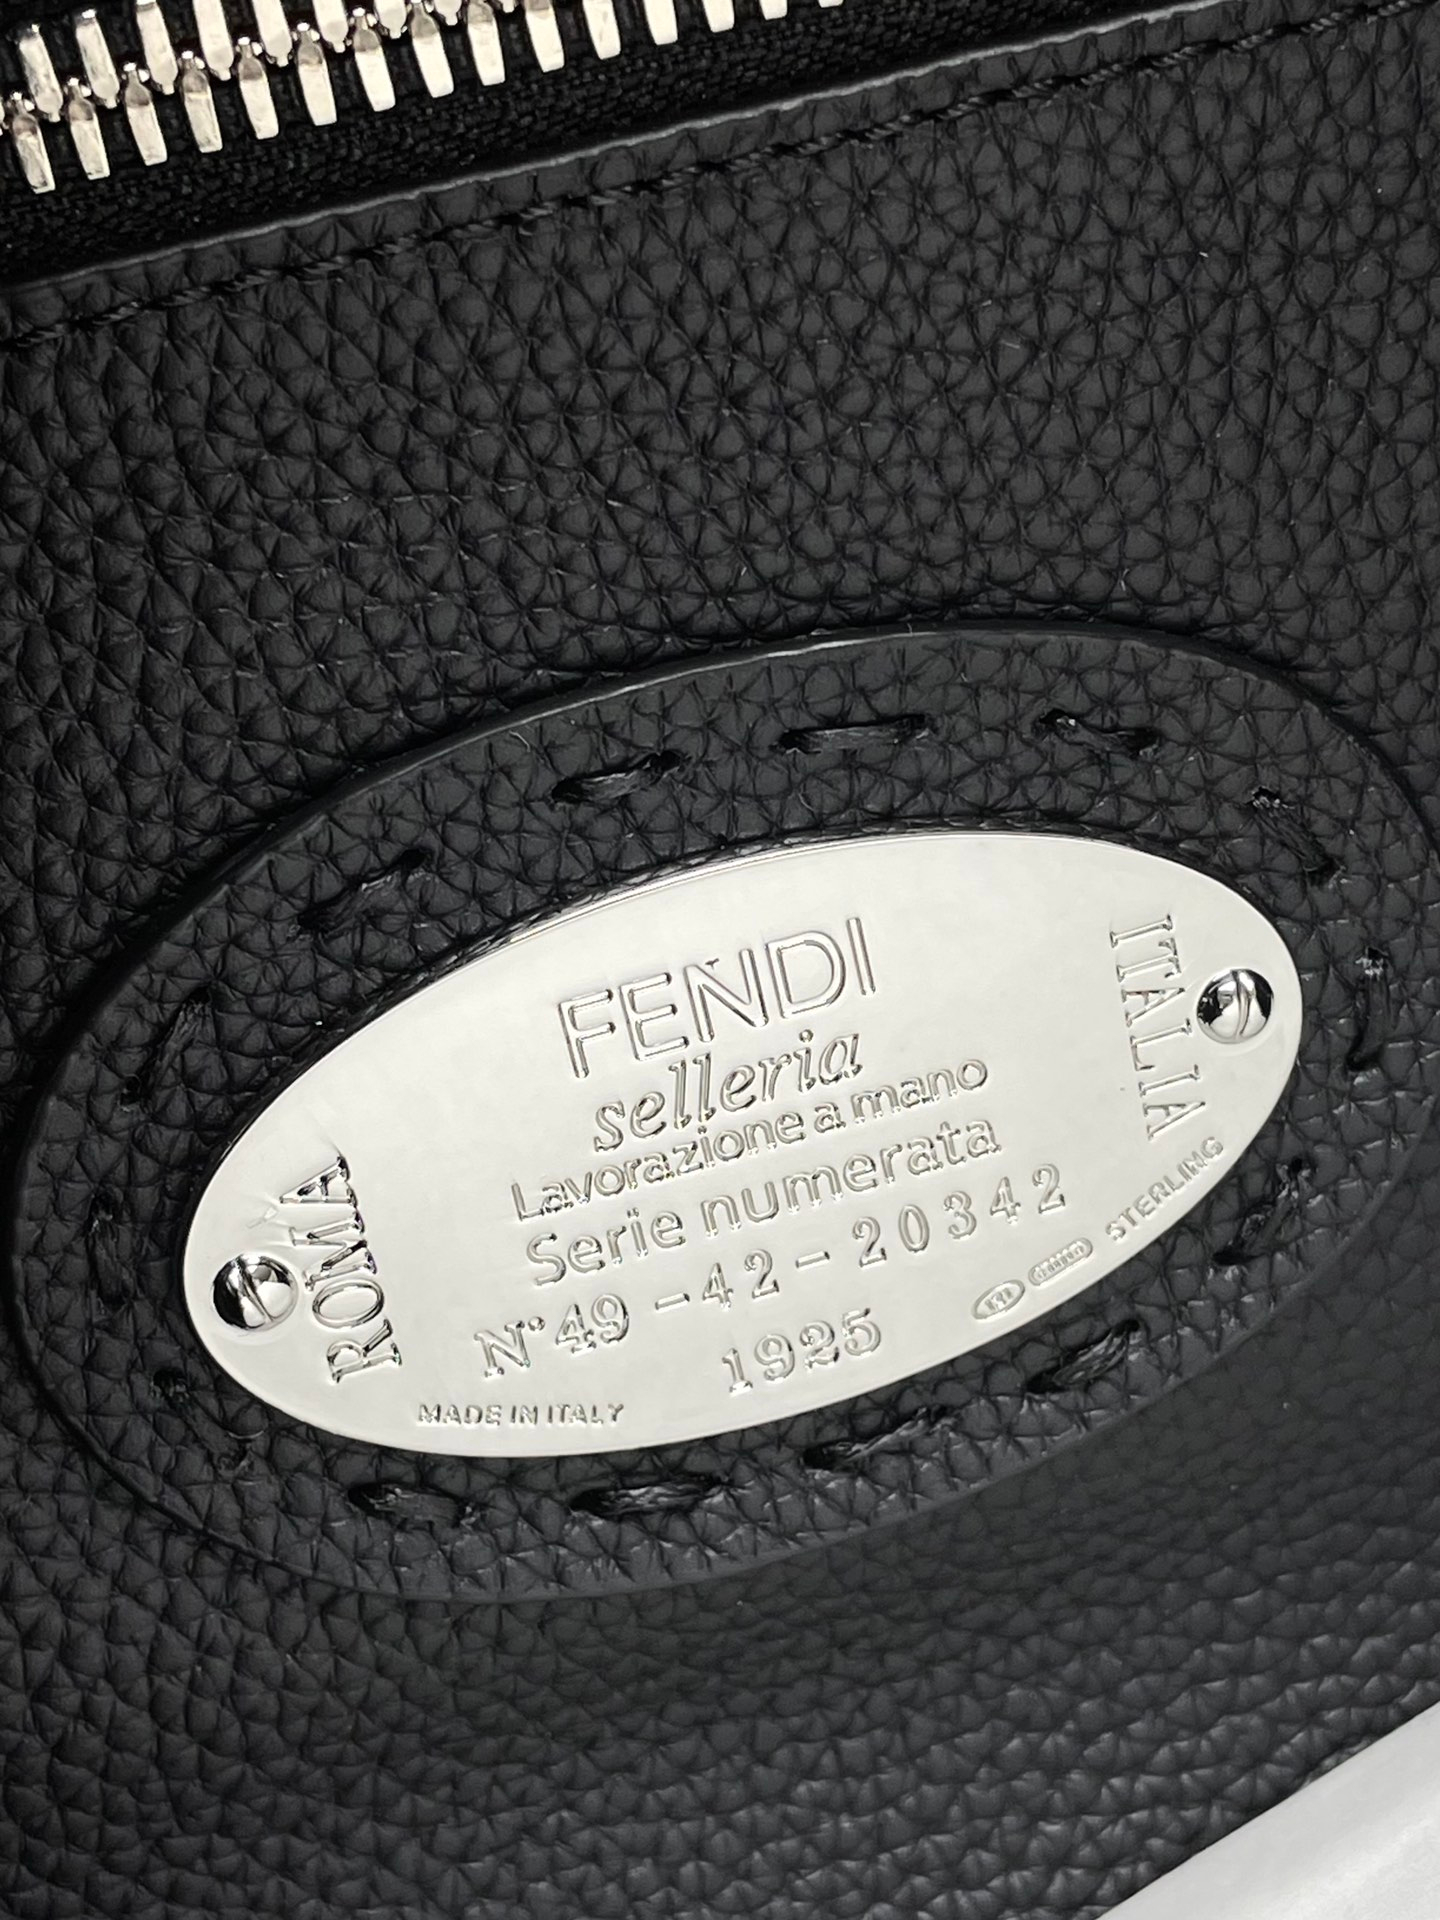 FENDI
selleria
Lavorazione a mano
Serie numerata
N° 49 - 42 - 20342
1925
ROMA
ITALIA
MADE IN ITALY
STERLING